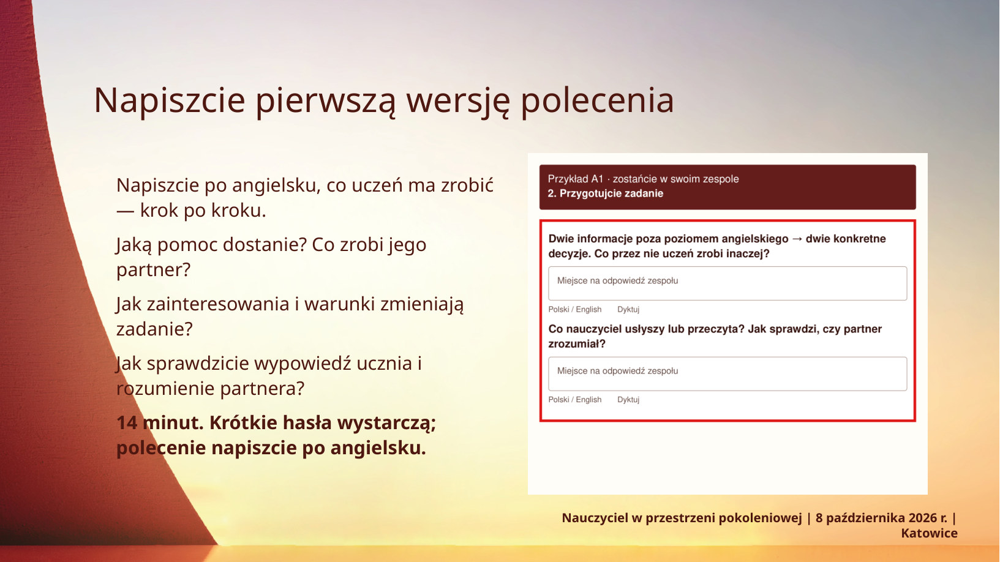 Napiszcie pierwszą wersję polecenia
Napiszcie po angielsku, co uczeń ma zrobić
— krok po kroku.
Jaką pomoc dostanie? Co zrobi jego
partner?
Jak zainteresowania i warunki zmieniają
zadanie?
Jak sprawdzicie wypowiedź ucznia i
rozumienie partnera?
14 minut. Krótkie hasła wystarczą;
polecenie napiszcie po angielsku.
Przykład A1 · zostańcie w swoim zespole
2. Przygotujcie zadanie
Dwie informacje poza poziomem angielskiego → dwie konkretne
decyzje. Co przez nie uczeń zrobi inaczej?
Miejsce na odpowiedź zespołu
Polski / English Dyktuj
Co nauczyciel usłyszy lub przeczyta? Jak sprawdzi, czy partner
zrozumiał?
Miejsce na odpowiedź zespołu
Polski / English Dyktuj
Nauczyciel w przestrzeni pokoleniowej | 8 października 2026 r. |
Katowice